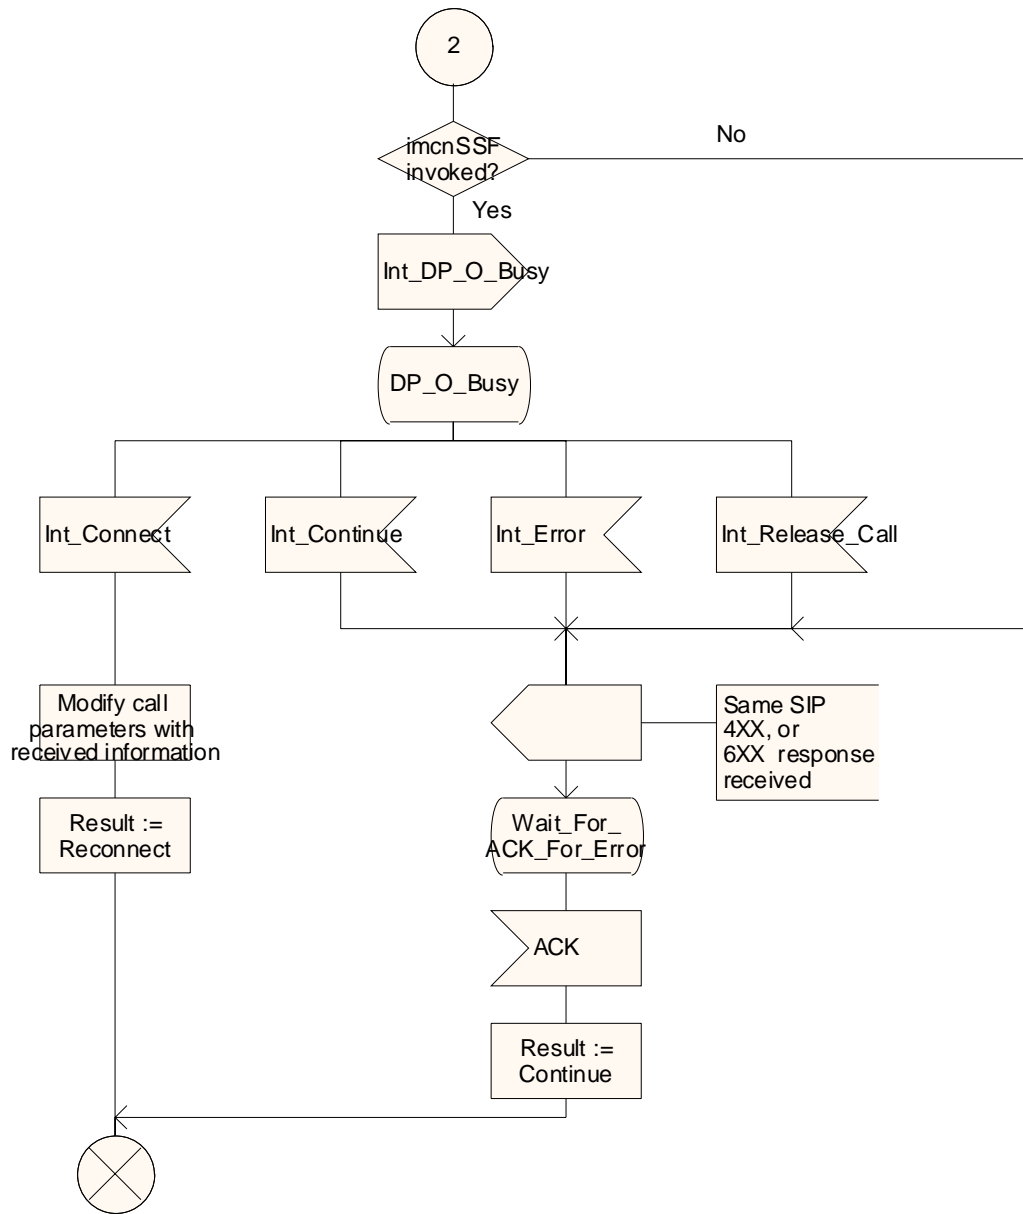 2
imcnSSF
invoked?
No
Yes
Int_DP_O_Busy
DP_O_Busy
Int_Connect
Int_Continue
Int_Error
Int_Release_Call
Modify call
parameters with
received information
Same SIP
4XX, or
6XX response
received
Result :=
Reconnect
Wait_For_
ACK_For_Error
ACK
Result :=
Continue